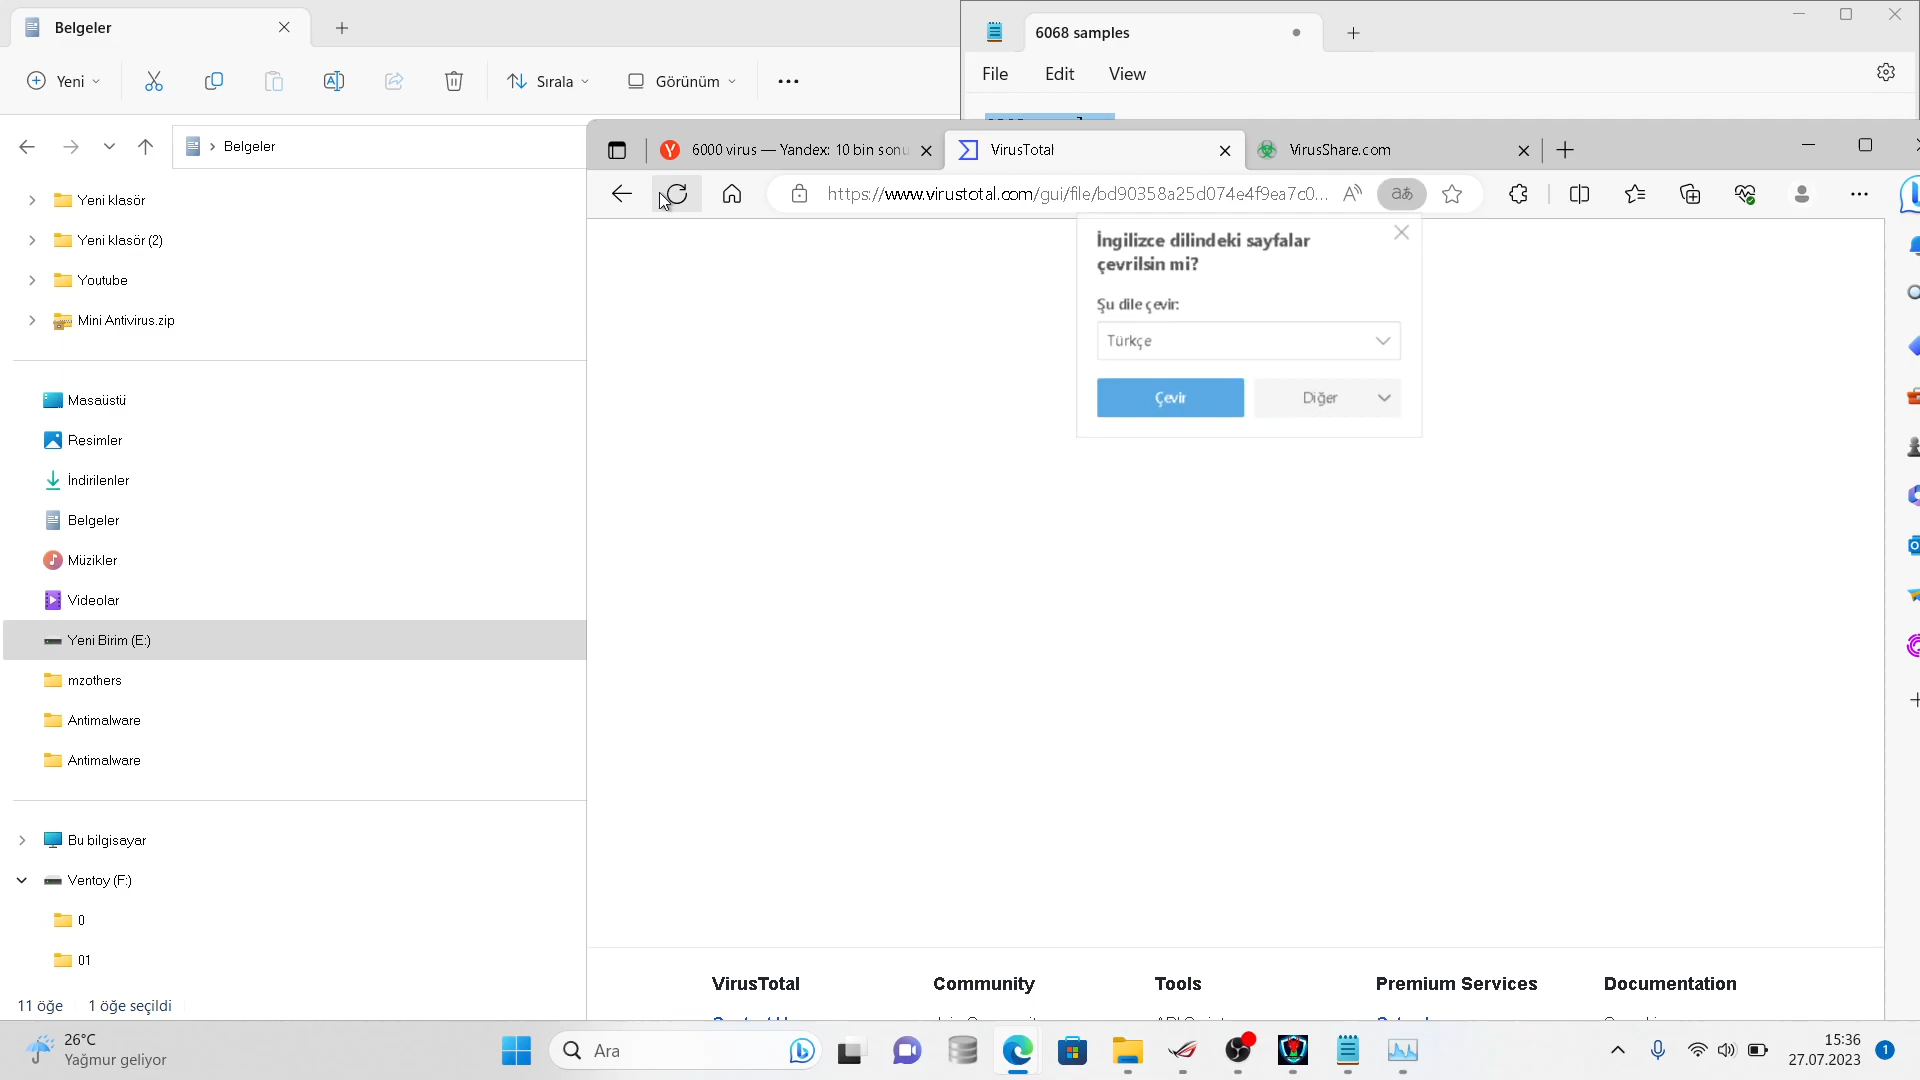 Belgeler
Yeni
Sırala
Görünüm
Belgeler
Yeni klasör
Yeni klasör (2)
Youtube
Mini Antivirus.zip
Masaüstü
Resimler
İndirilenler
Belgeler
Müzikler
Videolar
Yeni Birim (E:)
mzothers
Antimalware
Antimalware
Bu bilgisayar
Ventoy (F:)
0
01
11 öğe
1 öğe seçildi
6068 samples
File
Edit
View
6000 virus — Yandex: 10 bin sonu
VirusTotal
VirusShare.com
https://www.virustotal.com/gui/file/bd90358a25d074e4f9ea7c0...
İngilizce dilindeki sayfalar
çevrilsin mi?
Şu dile çevir:
Türkçe
Çevir
Diğer
VirusTotal
Community
Tools
Premium Services
Documentation
26°C
Yağmur geliyor
Ara
15:36
27.07.2023
1